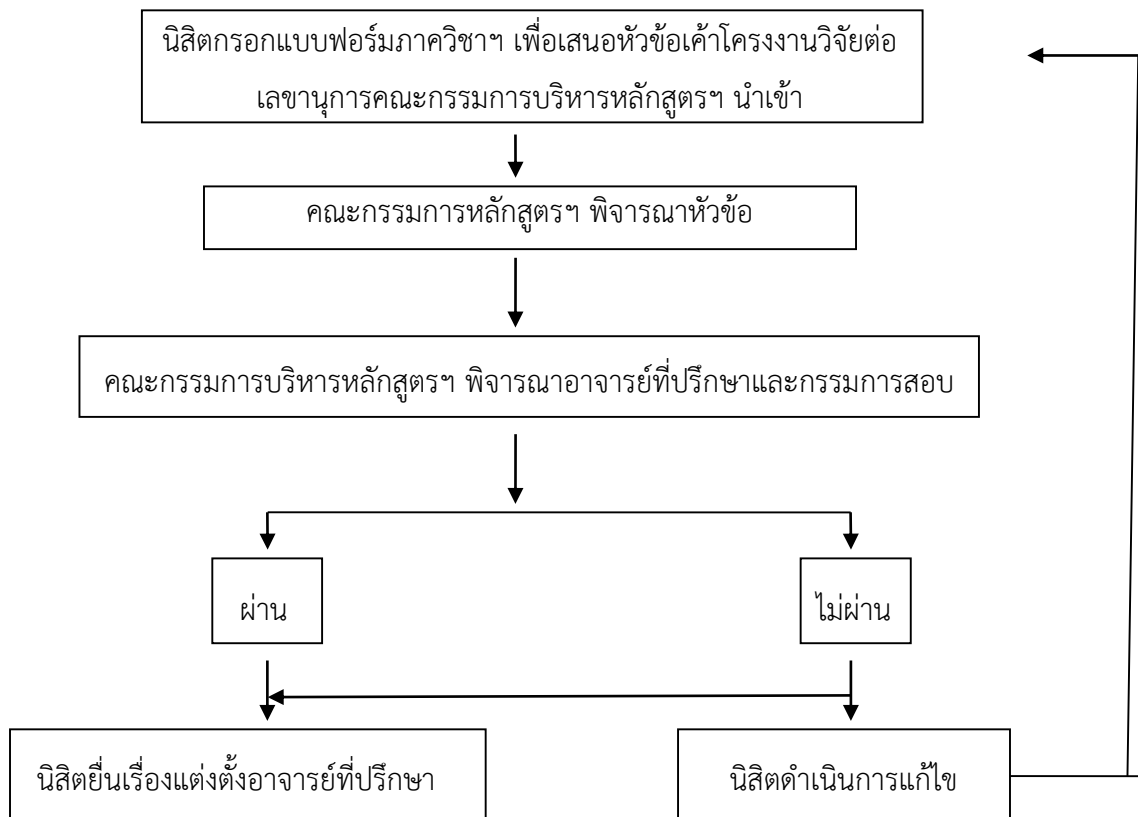 นิสิตกรอกแบบฟอร์มภาควิชาฯ เพื่อเสนอหัวข้อเค้าโครงงานวิจัยต่อ
เลขานุการคณะกรรมการบริหารหลักสูตรฯ นำเข้า
คณะกรรมการหลักสูตรฯ พิจารณาหัวข้อ
คณะกรรมการบริหารหลักสูตรฯ พิจารณาอาจารย์ที่ปรึกษาและกรรมการสอบ
ผ่าน
ไม่ผ่าน
นิสิตยื่นเรื่องแต่งตั้งอาจารย์ที่ปรึกษา
นิสิตดำเนินการแก้ไข